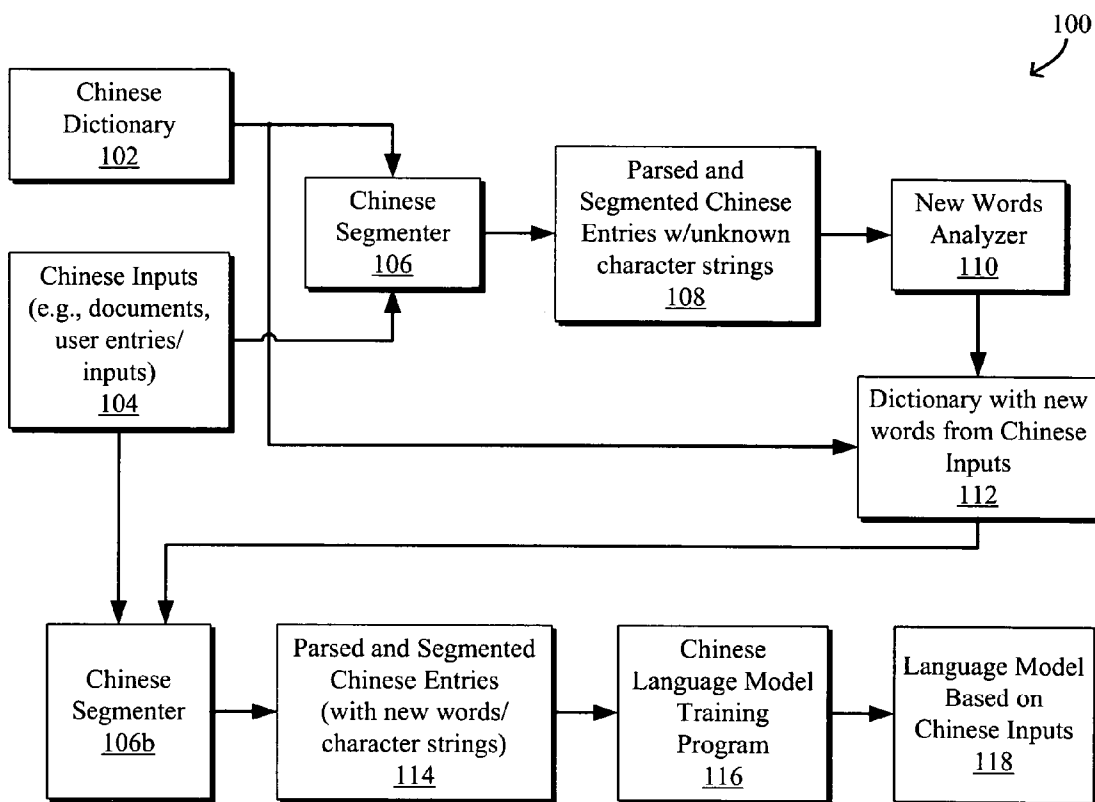 100
Chinese
Dictionary
102
Chinese
Segmenter
106
Parsed and
Segmented Chinese
Entries w/unknown
character strings
108
New Words
Analyzer
110
Chinese Inputs
(e.g., documents,
user entries/
inputs)
104
Dictionary with new
words from Chinese
Inputs
112
Chinese
Segmenter
106b
Parsed and Segmented
Chinese Entries
(with new words/
character strings)
114
Chinese
Language Model
Training
Program
116
Language Model
Based on
Chinese Inputs
118